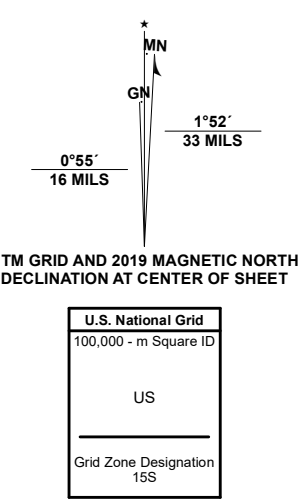 MN
GN
1°52´
33 MILS
0°55´
16 MILS
TM GRID AND 2019 MAGNETIC NORTH
DECLINATION AT CENTER OF SHEET
U.S. National Grid
100,000 - m Square ID
US
Grid Zone Designation
15S